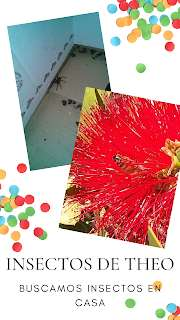 INSECTOS DE THEO
BUSCAMOS INSECTOS EN
CASA